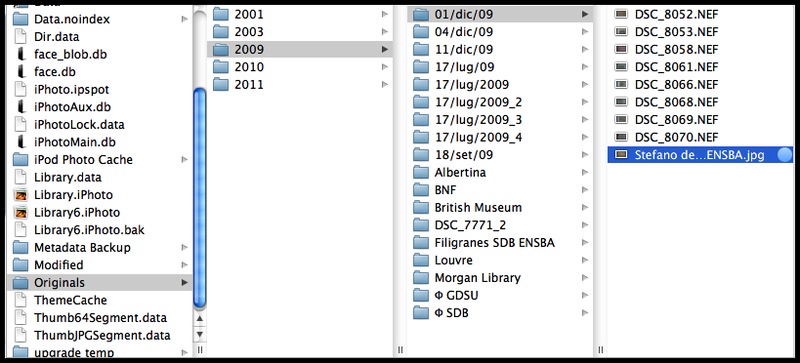 Data
Data.noindex
Dir.data
face_blob.db
face.db
iPhoto.ipspot
iPhotoAux.db
iPhotoLock.data
iPhotoMain.db
iPod Photo Cache
Library.data
Library.iPhoto
Library6.iPhoto
Library6.iPhoto.bak
Metadata Backup
Modified
Originals
ThemeCache
Thumb64Segment.data
ThumbJPGSegment.data
upgrade temp
2001
2003
2009
2010
2011
01/dic/09
04/dic/09
11/dic/09
17/lug/09
17/lug/2009
17/lug/2009_2
17/lug/2009_3
17/lug/2009_4
18/set/09
Albertina
BNF
British Museum
DSC_7771_2
Filigranes SDB ENSBA
Louvre
Morgan Library
Φ GDSU
Φ SDB
DSC_8052.NEF
DSC_8053.NEF
DSC_8058.NEF
DSC_8061.NEF
DSC_8066.NEF
DSC_8068.NEF
DSC_8069.NEF
DSC_8070.NEF
Stefano de...ENSBA.jpg